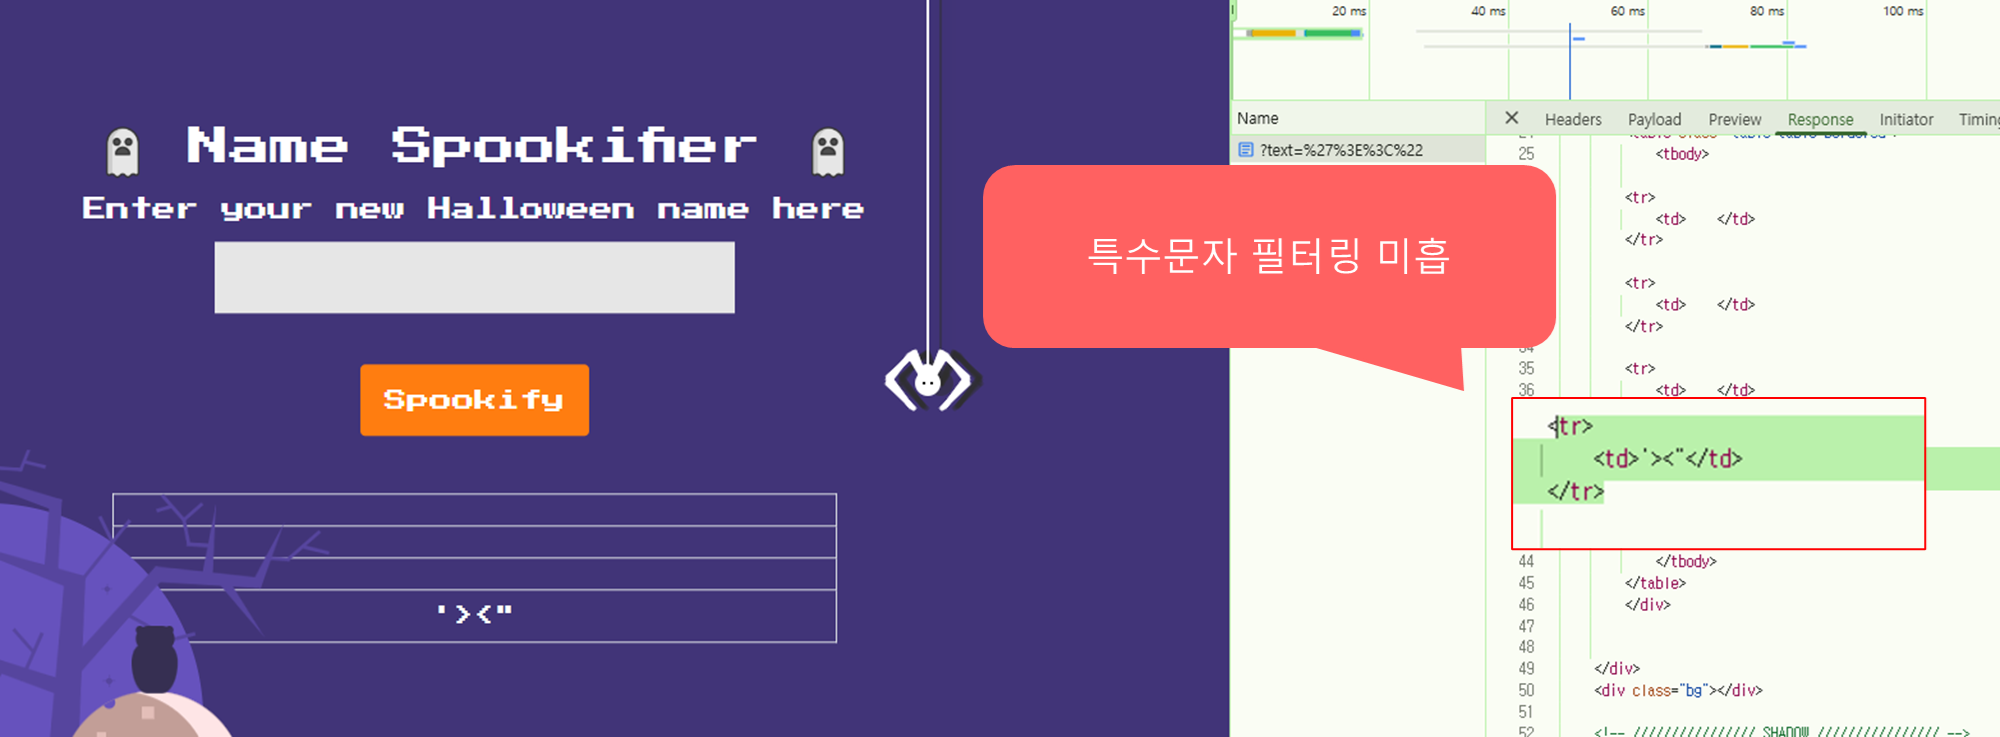 Name Spookifier
Enter your new Halloween name here
Spookify
'><"
특수문자 필터링 미흡
20 ms
40 ms
60 ms
80 ms
100 ms
Name
?text=%27%3E%3C%22
Headers
Payload
Preview
Response
Initiator
Timing
25 <tbody>
<tr>
<td> </td>
</tr>
<tr>
<td> </td>
</tr>
34
35 <tr>
36 <td> </td>
<tr>
<td>'><"</td>
</tr>
44 </tbody>
45 </table>
46 </div>
47
48
49 </div>
50 <div class="bg"></div>
51
52 <!-- //////////////// SHADOW //////////////// -->